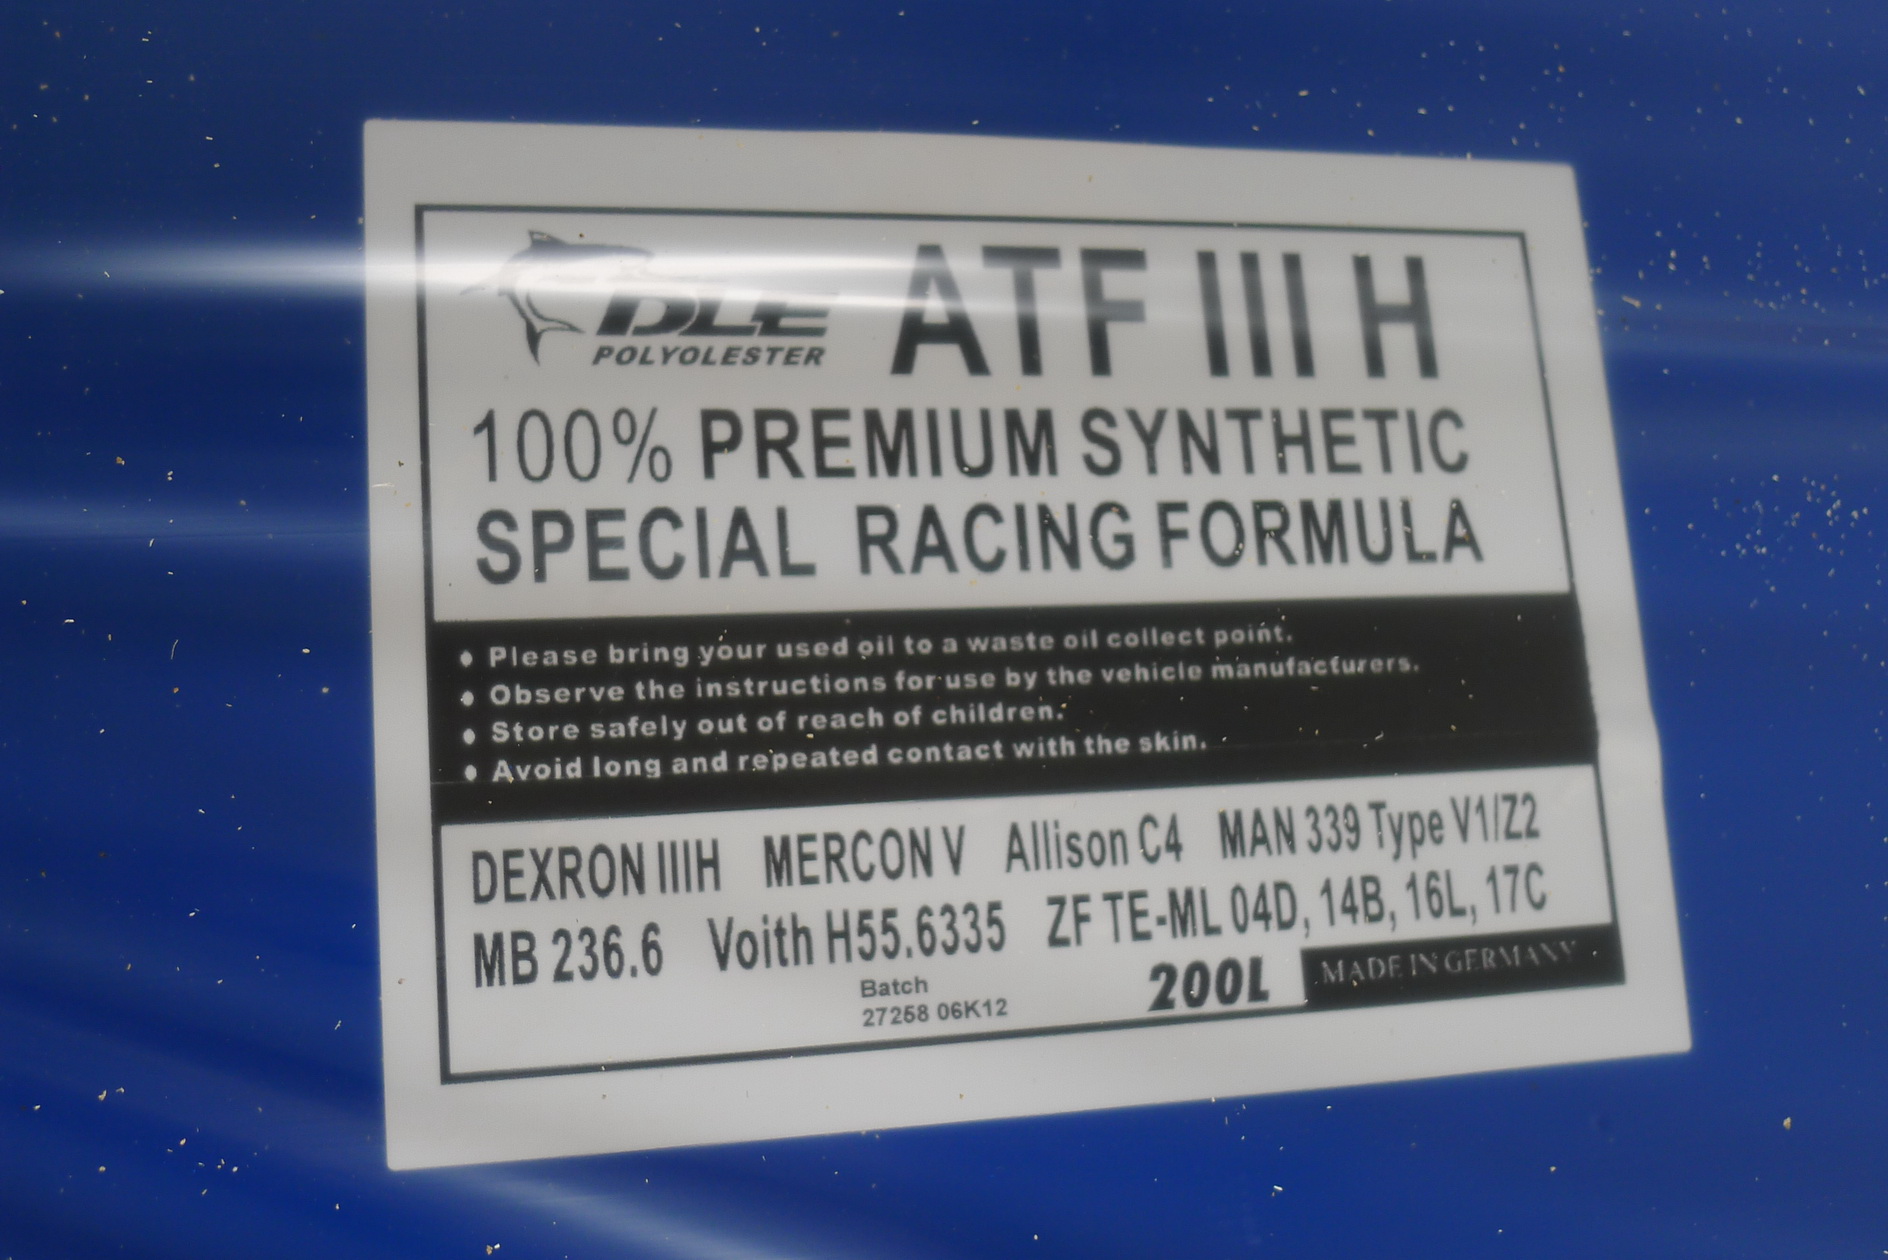 BLE ATF III H
POLYOLESTER
100% PREMIUM SYNTHETIC
SPECIAL RACING FORMULA
• Please bring your used oil to a waste oil collect point.
• Observe the instructions for use by the vehicle manufacturers.
• Store safely out of reach of children.
• Avoid long and repeated contact with the skin.
DEXRON IIIH MERCON V Allison C4 MAN 339 Type V1/Z2
MB 236.6 Voith H55.6335 ZF TE-ML 04D, 14B, 16L, 17C
Batch
27258 06K12
200L MADE IN GERMANY